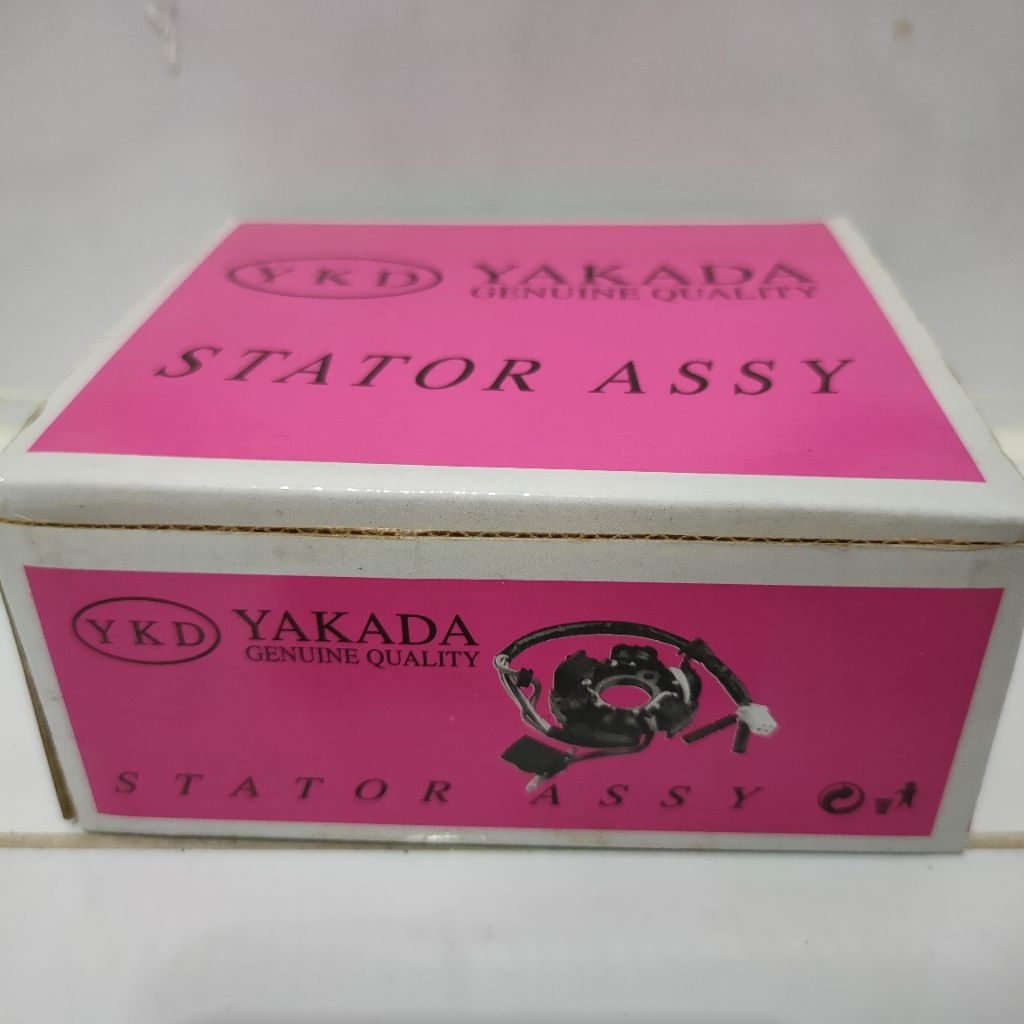 YKD YAKADA
GENUINE QUALITY
STATOR ASSY
YKD YAKADA
GENUINE QUALITY
STATOR ASSY